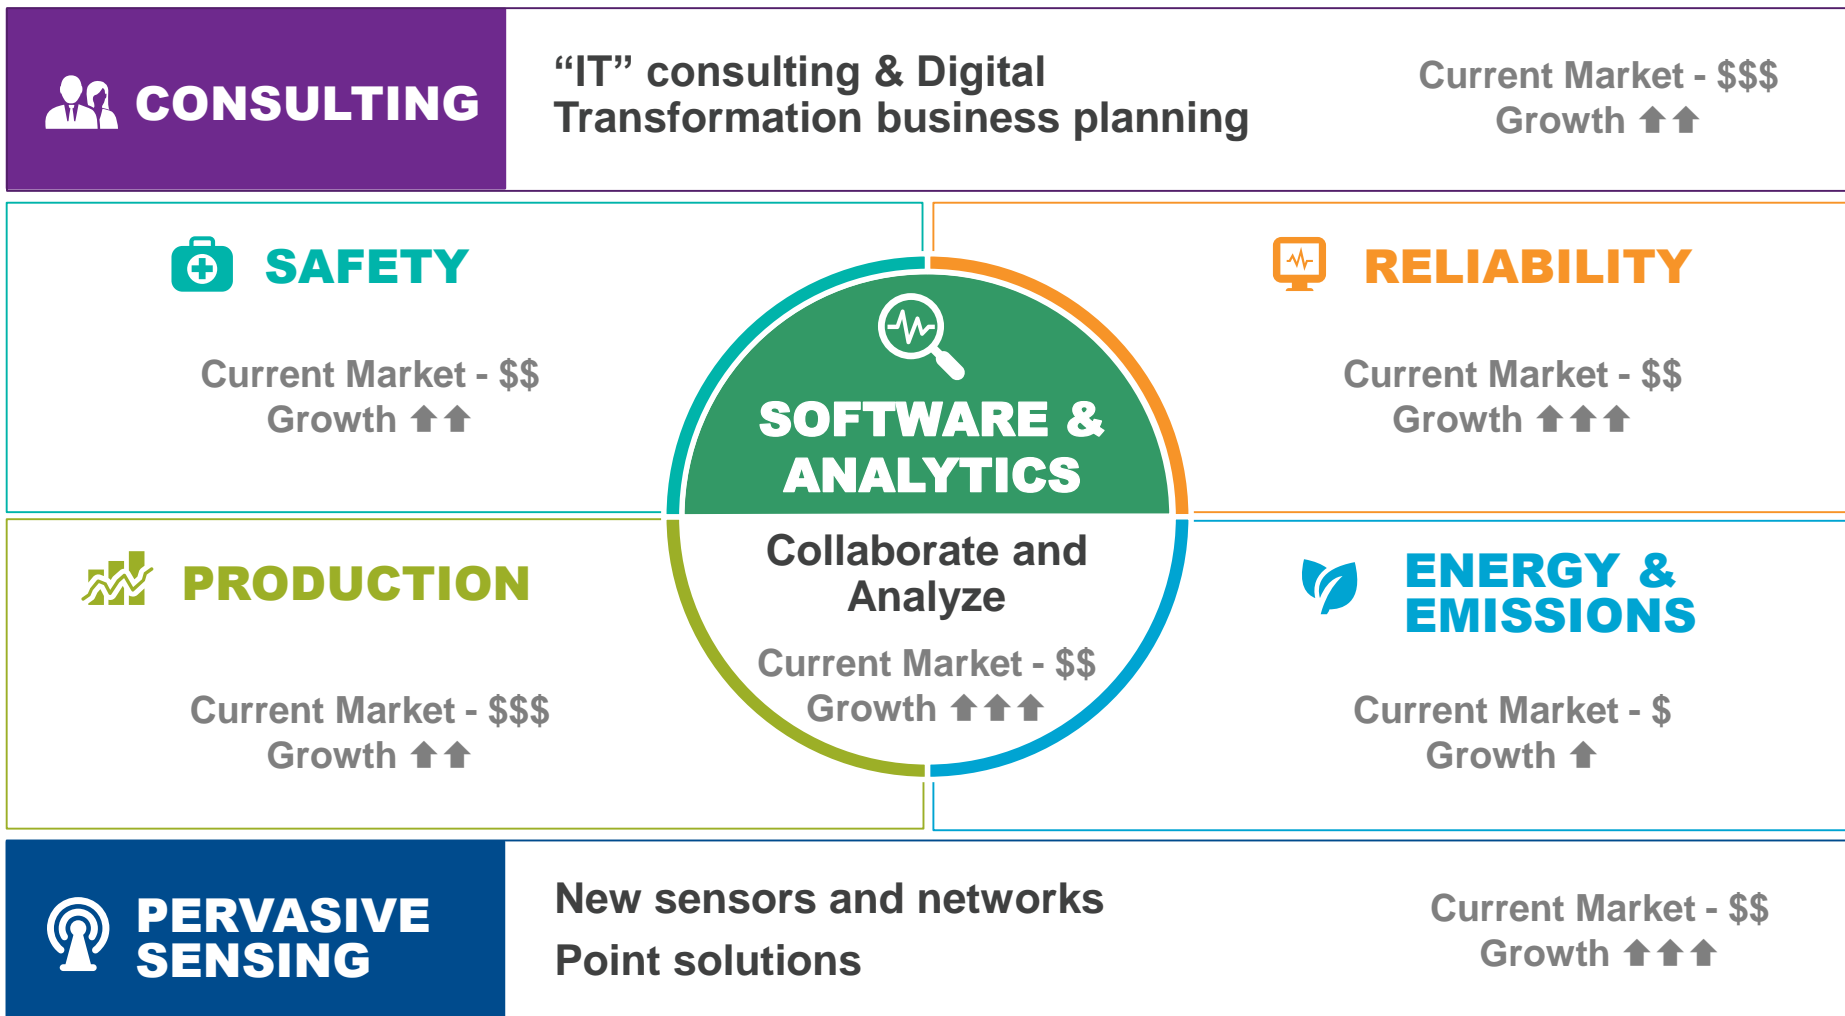 CONSULTING
“IT” consulting & Digital
Transformation business planning
Current Market - $$$
Growth ⬆⬆
SAFETY
Current Market - $$
Growth ⬆⬆
RELIABILITY
Current Market - $$
Growth ⬆⬆⬆
SOFTWARE &
ANALYTICS
Collaborate and
Analyze
Current Market - $$
Growth ⬆⬆⬆
PRODUCTION
Current Market - $$$
Growth ⬆⬆
ENERGY &
EMISSIONS
Current Market - $
Growth ⬆
PERVASIVE
SENSING
New sensors and networks
Point solutions
Current Market - $$
Growth ⬆⬆⬆